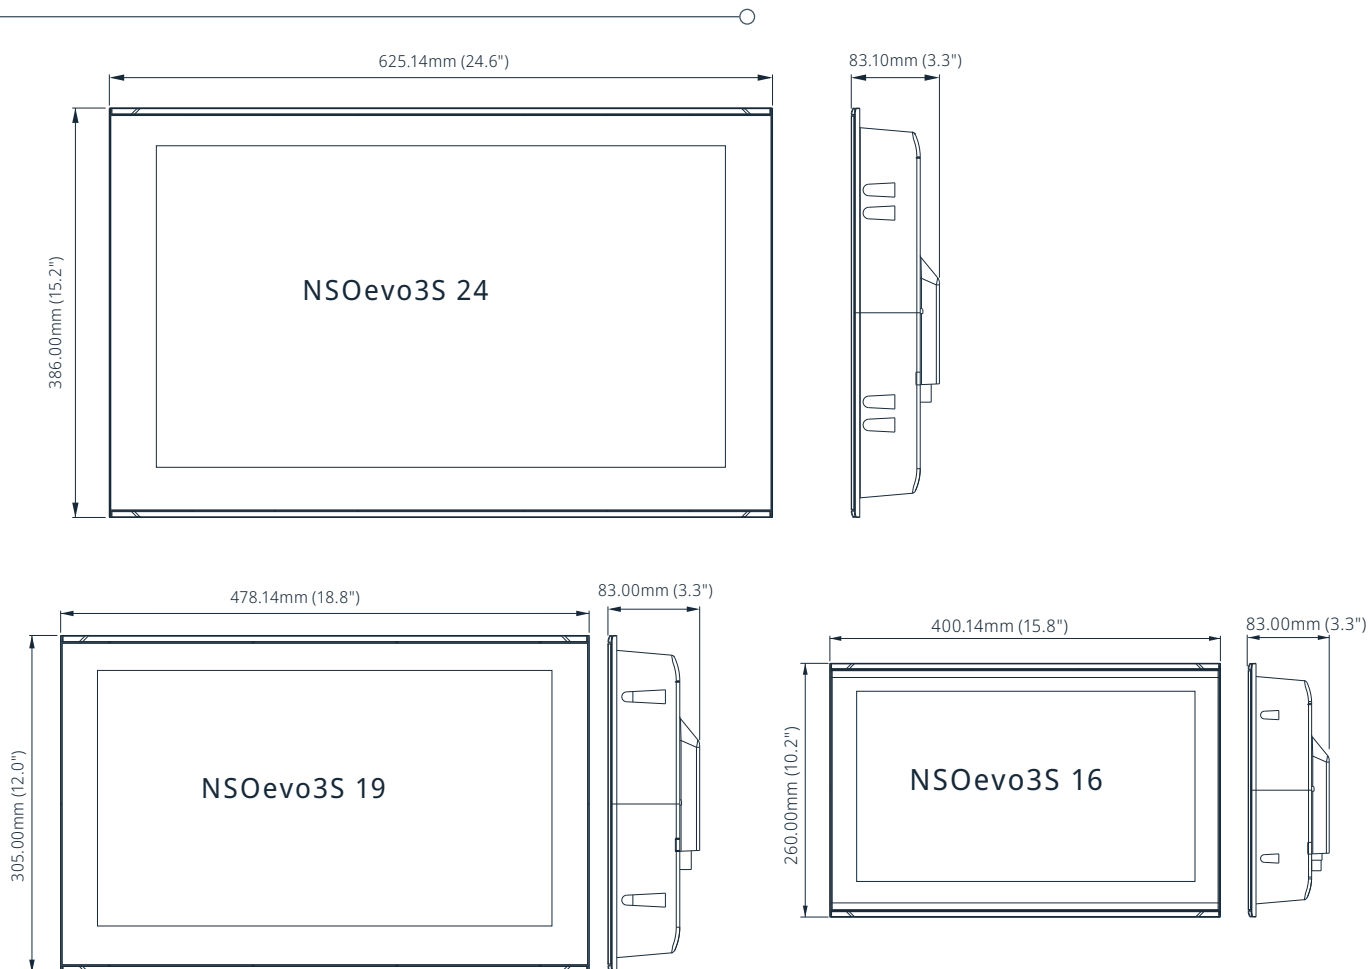 625.14mm (24.6")
83.10mm (3.3")
386.00mm (15.2")
NSOevo3S 24
478.14mm (18.8")
83.00mm (3.3")
305.00mm (12.0")
NSOevo3S 19
400.14mm (15.8")
83.00mm (3.3")
260.00mm (10.2")
NSOevo3S 16